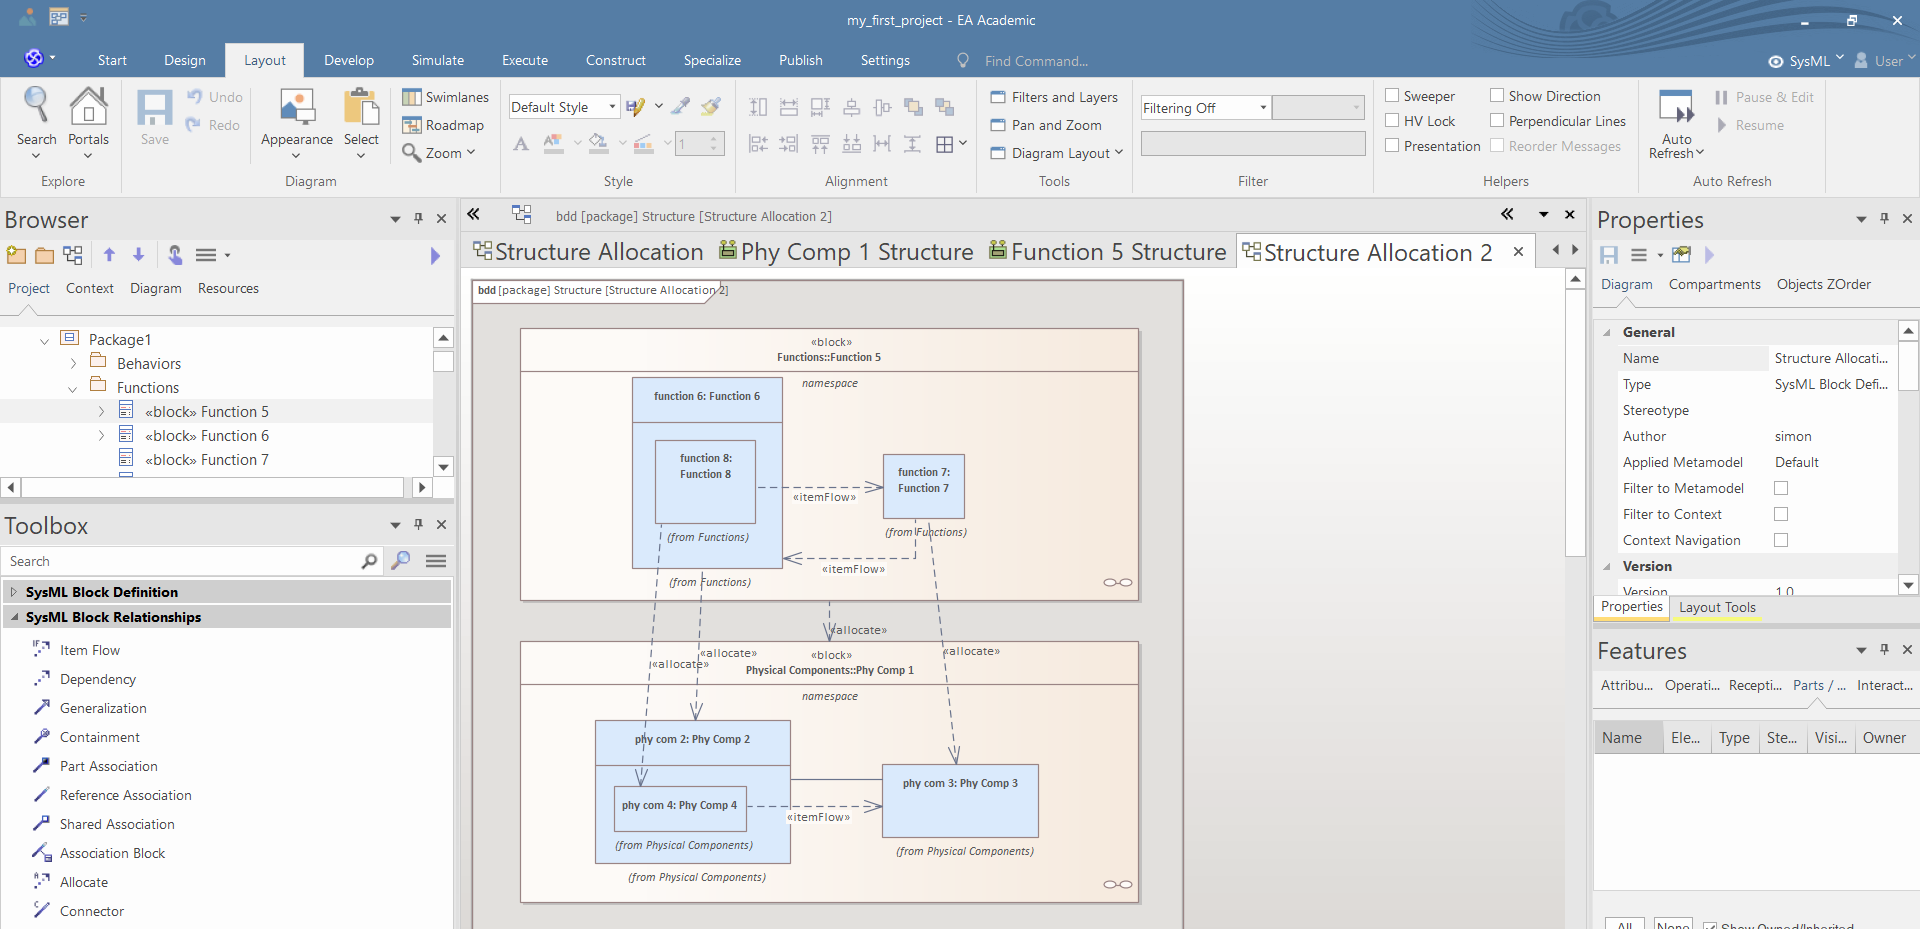 my_first_project - EA Academic
Start Design Layout Develop Simulate Execute Construct Specialize Publish Settings Find Command... SysML User
Search Portals
Explore
Save Undo Redo
Appearance Select
Swimlanes
Roadmap
Zoom
Diagram
Default Style
1
Style
Alignment
Filters and Layers
Pan and Zoom
Diagram Layout
Tools
Filtering Off
Filter
Sweeper Show Direction
HV Lock Perpendicular Lines
Presentation Reorder Messages
Helpers
Auto Refresh
Pause & Edit
Resume
Auto Refresh
Browser
Project Context Diagram Resources
Package1
Behaviors
Functions
«block» Function 5
«block» Function 6
«block» Function 7
Toolbox
Search
SysML Block Definition
SysML Block Relationships
Item Flow
Dependency
Generalization
Containment
Part Association
Reference Association
Shared Association
Association Block
Allocate
Connector
bdd [package] Structure [Structure Allocation 2]
Structure Allocation Phy Comp 1 Structure Function 5 Structure Structure Allocation 2
bdd [package] Structure [Structure Allocation 2]
«block»
Functions::Function 5
namespace
function 6: Function 6
function 8:
Function 8
(from Functions)
(from Functions)
function 7:
Function 7
(from Functions)
«itemFlow»
«itemFlow»
«allocate»
«allocate»
«allocate»
«allocate»
«block»
Physical Components::Phy Comp 1
namespace
phy com 2: Phy Comp 2
phy com 4: Phy Comp 4
(from Physical Components)
(from Physical Components)
«itemFlow»
phy com 3: Phy Comp 3
(from Physical Components)
Properties
Diagram Compartments Objects ZOrder
General
Name Structure Allocati...
Type SysML Block Defi...
Stereotype
Author simon
Applied Metamodel Default
Filter to Metamodel
Filter to Context
Context Navigation
Version
Version 1.0
Properties Layout Tools
Features
Attribu... Operati... Recepti... Parts / ... Interact...
Name Ele... Type Ste... Visi... Owner
All None Show Owned/Inherited